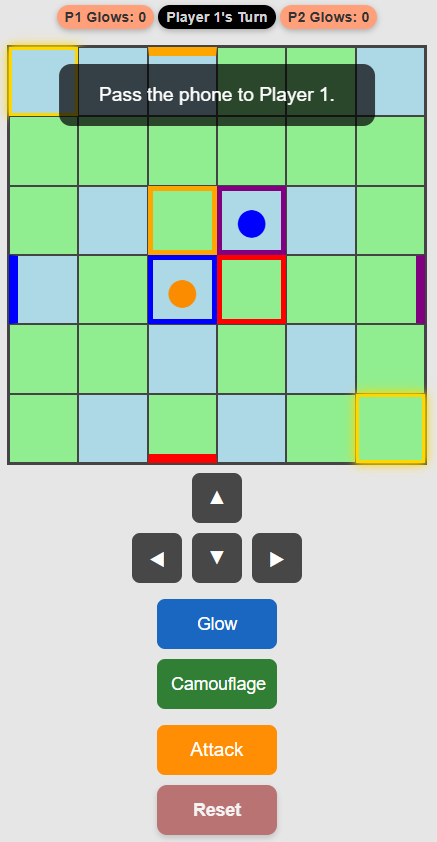 P1 Glows: 0 Player 1's Turn P2 Glows: 0
Pass the phone to Player 1.
▲
◀ ▼ ▶
Glow
Camouflage
Attack
Reset